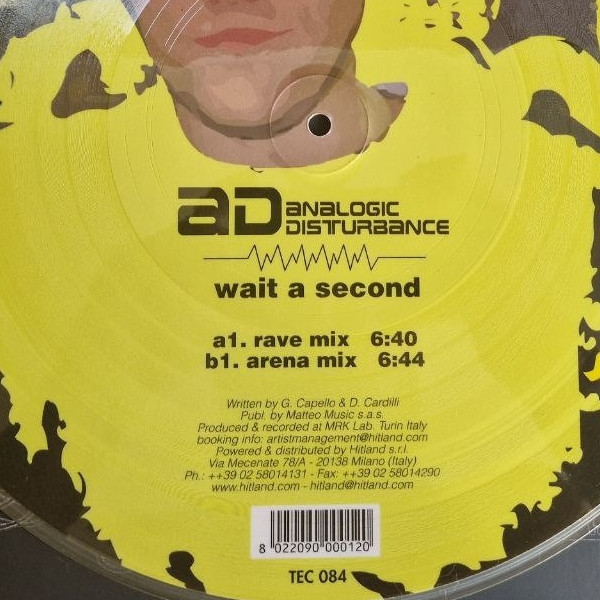 aD ANALOGIC
DISTURBANCE
wait a second
a1. rave mix 6:40
b1. arena mix 6:44
Written by G. Capello & D. Cardilli
Publ. by Matteo Music s.a.s.
Produced & recorded at MRK Lab. Turin Italy
booking info: artistmanagement@hitland.com
Powered & distributed by Hitland s.r.l.
Via Mecenate 78/A - 20138 Milano (Italy)
Ph.: ++39 02 58014131 - Fax: ++39 02 58014290
www.hitland.com - hitland@hitland.com
8 022090 000120
TEC 084